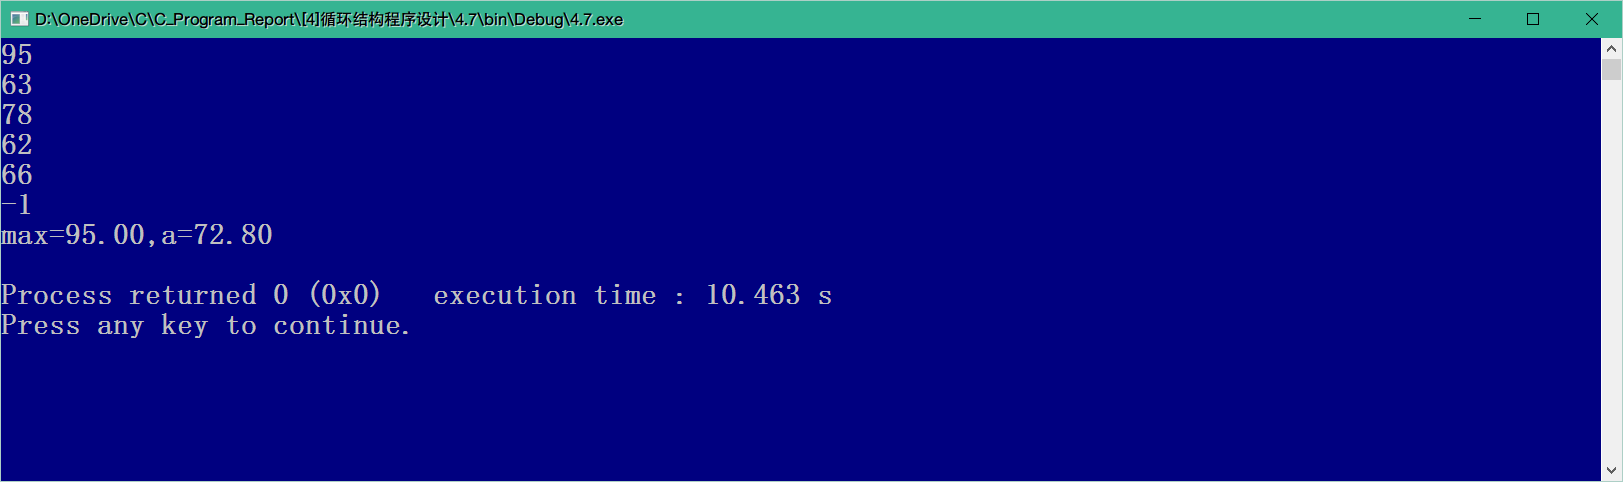 D:\OneDrive\C\C_Program_Report\[4]循环结构程序设计\4.7\bin\Debug\4.7.exe
95
63
78
62
66
-1
max=95.00,a=72.80
Process returned 0 (0x0)   execution time : 10.463 s
Press any key to continue.